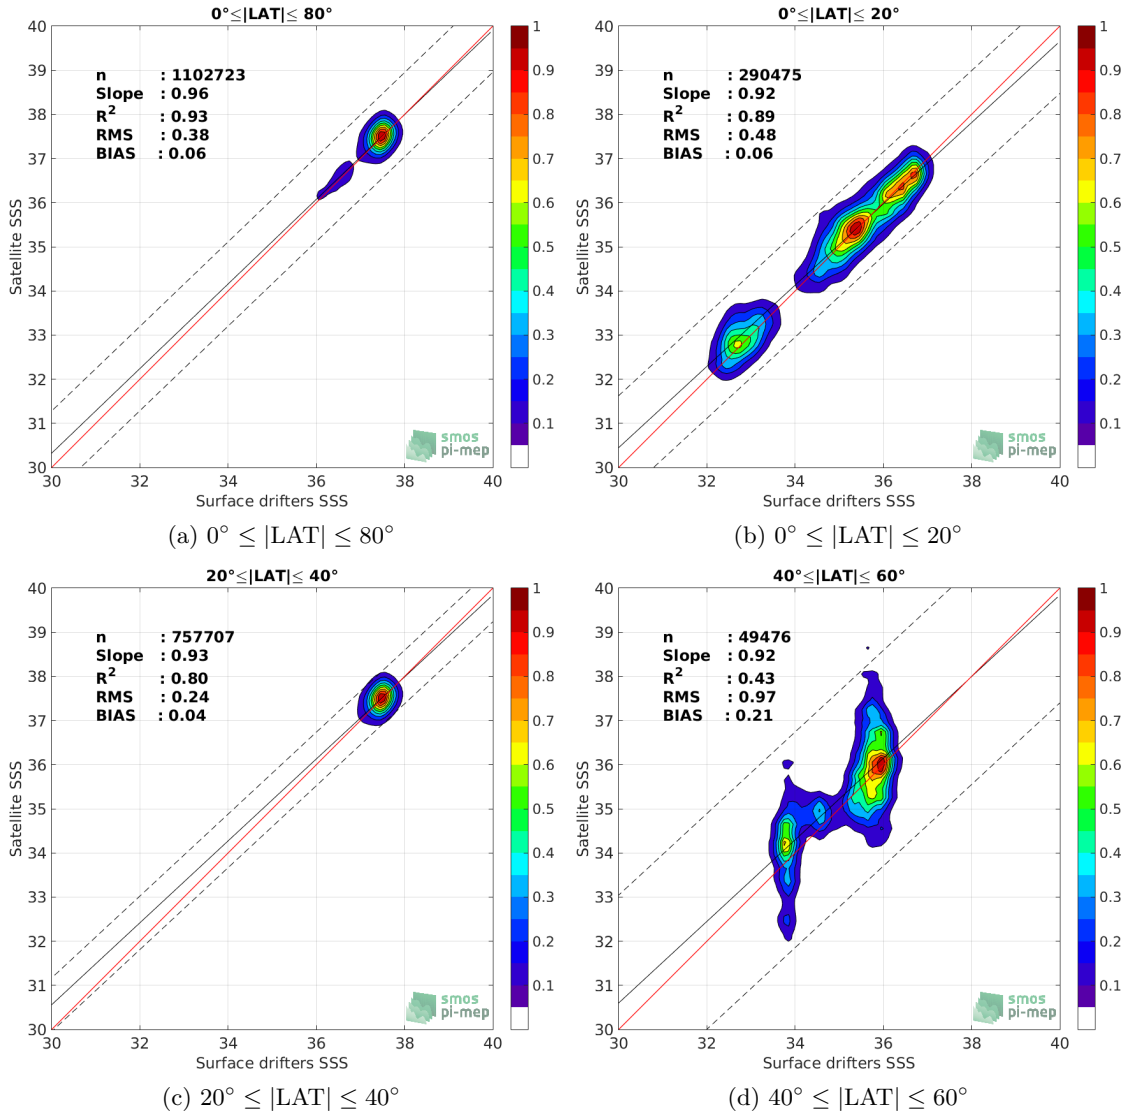 0°≤|LAT|≤ 80°
40
39
38
37
36
35
34
33
32
31
30
Satellite SSS
n : 1102723
Slope : 0.96
R² : 0.93
RMS : 0.38
BIAS : 0.06
smos
pi-mep
30 32 34 36 38 40
Surface drifters SSS
1
0.9
0.8
0.7
0.6
0.5
0.4
0.3
0.2
0.1
(a) 0° ≤ |LAT| ≤ 80°
0°≤|LAT|≤ 20°
40
39
38
37
36
35
34
33
32
31
30
Satellite SSS
n : 290475
Slope : 0.92
R² : 0.89
RMS : 0.48
BIAS : 0.06
smos
pi-mep
30 32 34 36 38 40
Surface drifters SSS
1
0.9
0.8
0.7
0.6
0.5
0.4
0.3
0.2
0.1
(b) 0° ≤ |LAT| ≤ 20°
20°≤|LAT|≤ 40°
40
39
38
37
36
35
34
33
32
31
30
Satellite SSS
n : 757707
Slope : 0.93
R² : 0.80
RMS : 0.24
BIAS : 0.04
smos
pi-mep
30 32 34 36 38 40
Surface drifters SSS
1
0.9
0.8
0.7
0.6
0.5
0.4
0.3
0.2
0.1
(c) 20° ≤ |LAT| ≤ 40°
40°≤|LAT|≤ 60°
40
39
38
37
36
35
34
33
32
31
30
Satellite SSS
n : 49476
Slope : 0.92
R² : 0.43
RMS : 0.97
BIAS : 0.21
smos
pi-mep
30 32 34 36 38 40
Surface drifters SSS
1
0.9
0.8
0.7
0.6
0.5
0.4
0.3
0.2
0.1
(d) 40° ≤ |LAT| ≤ 60°